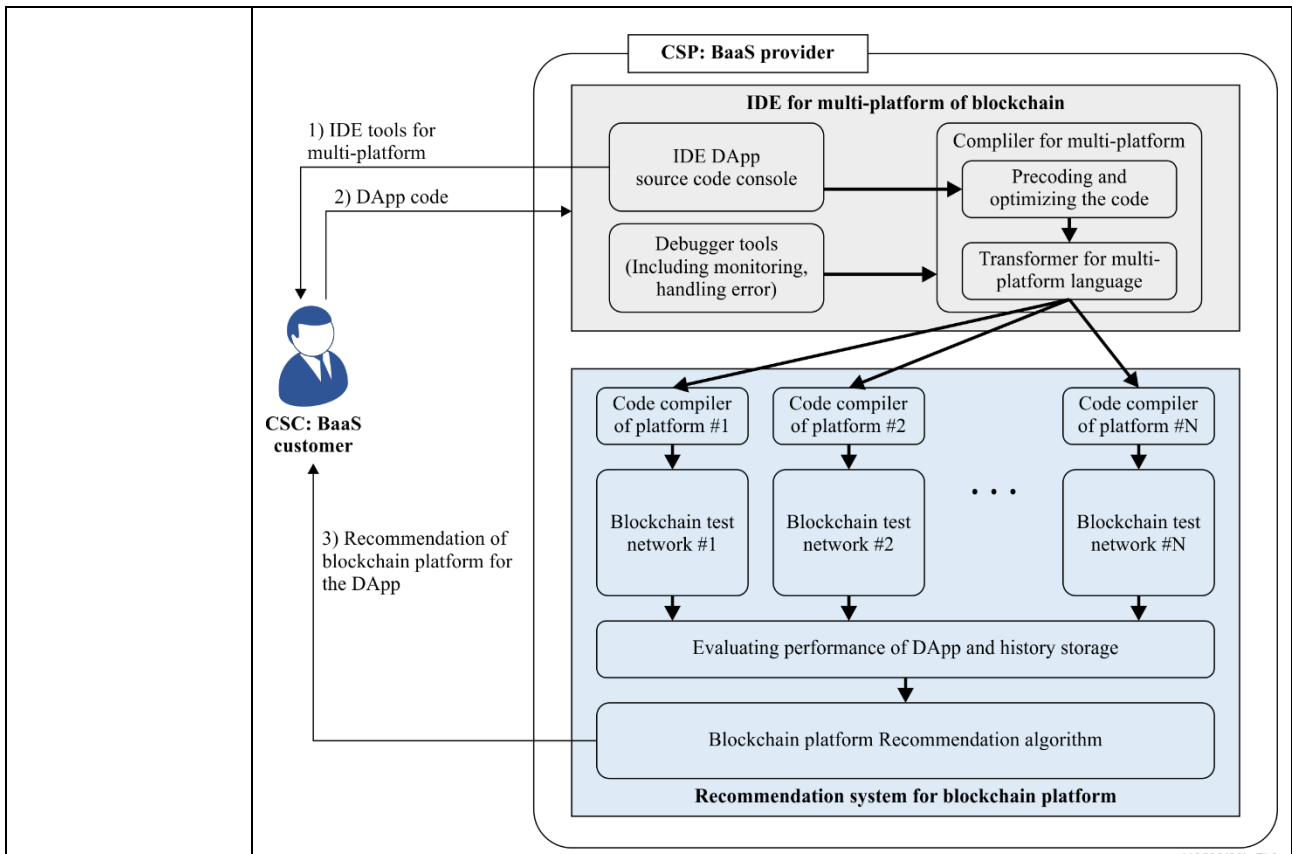 CSP: BaaS provider
IDE for multi-platform of blockchain
1) IDE tools for
multi-platform
2) DApp code
IDE DApp
source code console
Compliler for multi-platform
Precoding and
optimizing the code
Debugger tools
(Including monitoring,
handling error)
Transformer for multi-
platform language
CSC: BaaS
customer
Code compiler
of platform #1
Code compiler
of platform #2
Code compiler
of platform #N
Blockchain test
network #1
Blockchain test
network #2
. . .
Blockchain test
network #N
3) Recommendation of
blockchain platform for
the DApp
Evaluating performance of DApp and history storage
Blockchain platform Recommendation algorithm
Recommendation system for blockchain platform